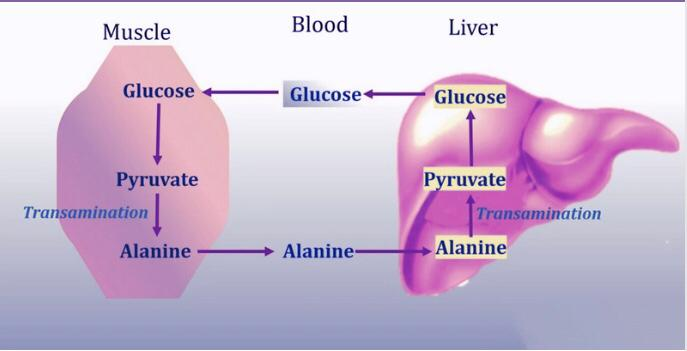 Muscle
Blood
Liver
Glucose
Glucose
Glucose
Pyruvate
Pyruvate
Transamination
Transamination
Alanine
Alanine
Alanine